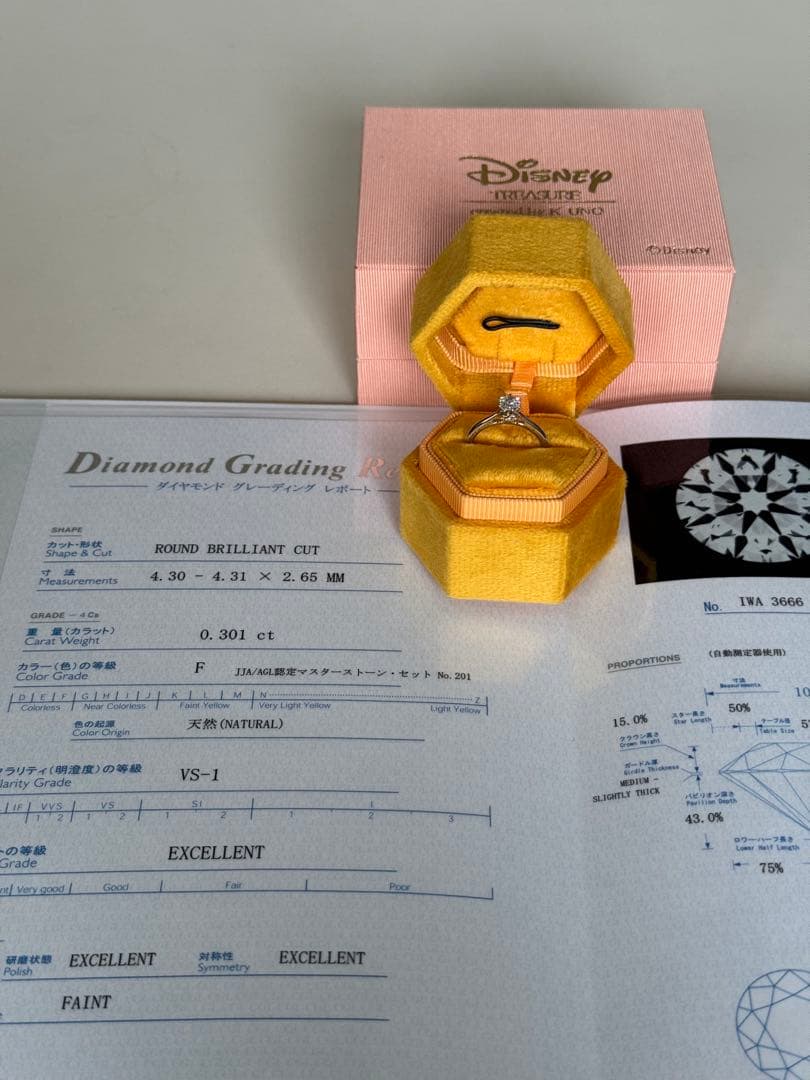 Disney
TREASURE
created by K.UNO
©Disney
Diamond Grading Re
ダイヤモンド グレーディング レポート
SHAPE
カット・形状
Shape & Cut
ROUND BRILLIANT CUT
寸 法
Measurements
4.30 - 4.31 × 2.65 MM
GRADE - 4Cs
重 量(カラット)
Carat Weight
0.301 ct
カラー(色)の等級
Color Grade
F
JJA/AGL認定マスターストーン・セット No.201
D E F G H I J K L M N Z
Colorless Near Colorless Faint Yellow Very Light Yellow Light Yellow
色の起源
Color Origin
天然(NATURAL)
ラリティ(明澄度)の等級
larity Grade
VS-1
IF VVS VS SI I
1 2 1 2 1 2 1 2 3
トの等級
Grade
EXCELLENT
nt Very good Good Fair Poor
研磨状態
Polish
EXCELLENT
対称性
Symmetry
EXCELLENT
FAINT
No. IWA 3666
PROPORTIONS
(自動測定器使用)
寸法
Measurements
10
スター長さ
Star Length
50%
テーブル径
Table Size
5
15.0%
クラウン高さ
Crown Height
ガードル厚
Girdle Thickness
MEDIUM -
SLIGHTLY THICK
パビリオン深さ
Pavilion Depth
43.0%
ロワーハーフ長さ
Lower Half Length
75%